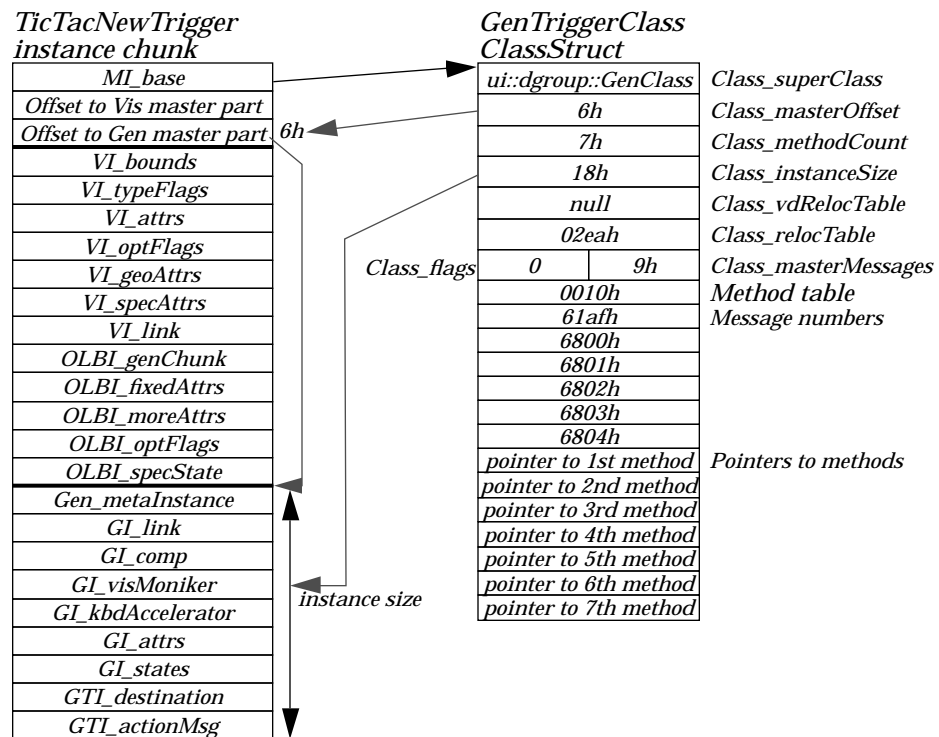 TicTacNewTrigger
instance chunk
MI_base
Offset to Vis master part
Offset to Gen master part
6h
VI_bounds
VI_typeFlags
VI_attrs
VI_optFlags
VI_geoAttrs
VI_specAttrs
VI_link
OLBI_genChunk
OLBI_fixedAttrs
OLBI_moreAttrs
OLBI_optFlags
OLBI_specState
Gen_metaInstance
GI_link
GI_comp
GI_visMoniker
GI_kbdAccelerator
GI_attrs
GI_states
GTI_destination
GTI_actionMsg
instance size
GenTriggerClass
ClassStruct
ui::dgroup::GenClass Class_superClass
6h Class_masterOffset
7h Class_methodCount
18h Class_instanceSize
null Class_vdRelocTable
02eah Class_relocTable
Class_flags 0 9h Class_masterMessages
0010h Method table
61afh Message numbers
6800h
6801h
6802h
6803h
6804h
pointer to 1st method Pointers to methods
pointer to 2nd method
pointer to 3rd method
pointer to 4th method
pointer to 5th method
pointer to 6th method
pointer to 7th method